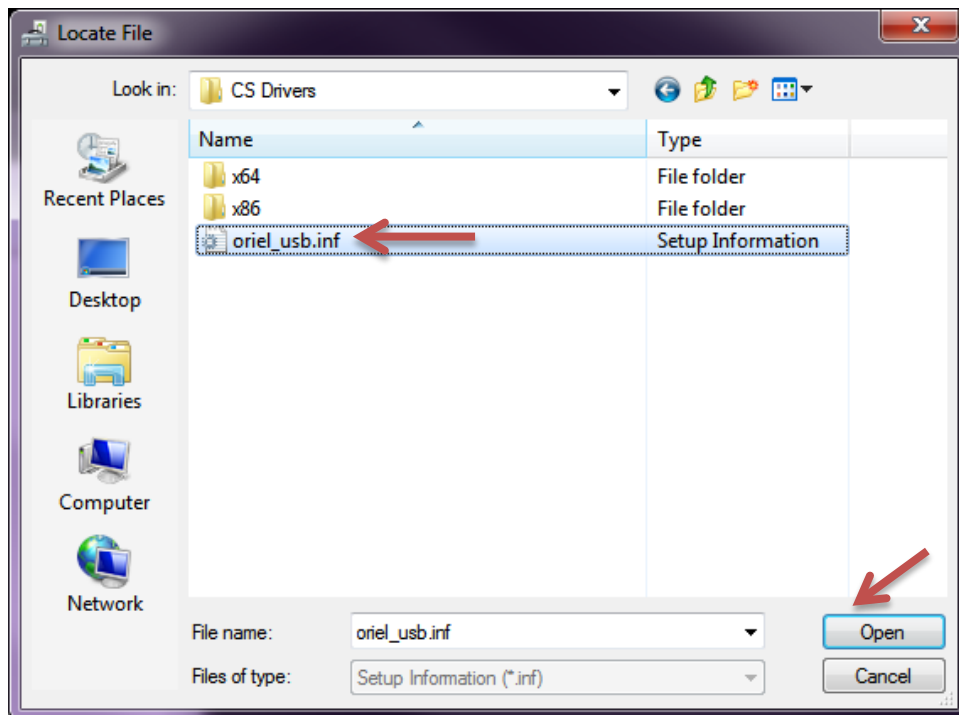 Locate File
Look in: CS Drivers
Name Type
x64 File folder
x86 File folder
oriel_usb.inf Setup Information
Recent Places
Desktop
Libraries
Computer
Network
File name: oriel_usb.inf Open
Files of type: Setup Information (*.inf) Cancel